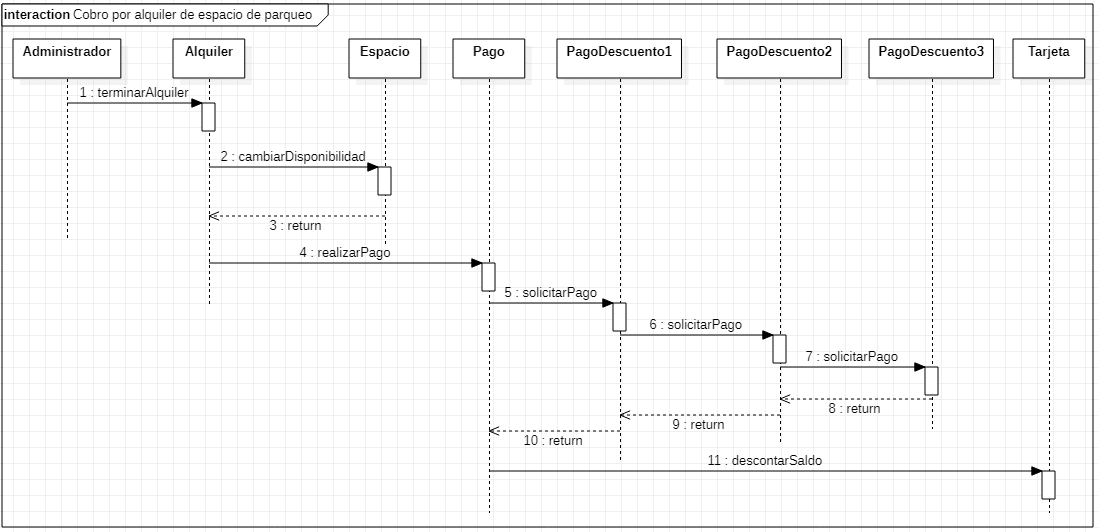 interaction Cobro por alquiler de espacio de parqueo
Administrador
Alquiler
Espacio
Pago
PagoDescuento1
PagoDescuento2
PagoDescuento3
Tarjeta
1 : terminarAlquiler
2 : cambiarDisponibilidad
3 : return
4 : realizarPago
5 : solicitarPago
6 : solicitarPago
7 : solicitarPago
8 : return
9 : return
10 : return
11 : descontarSaldo